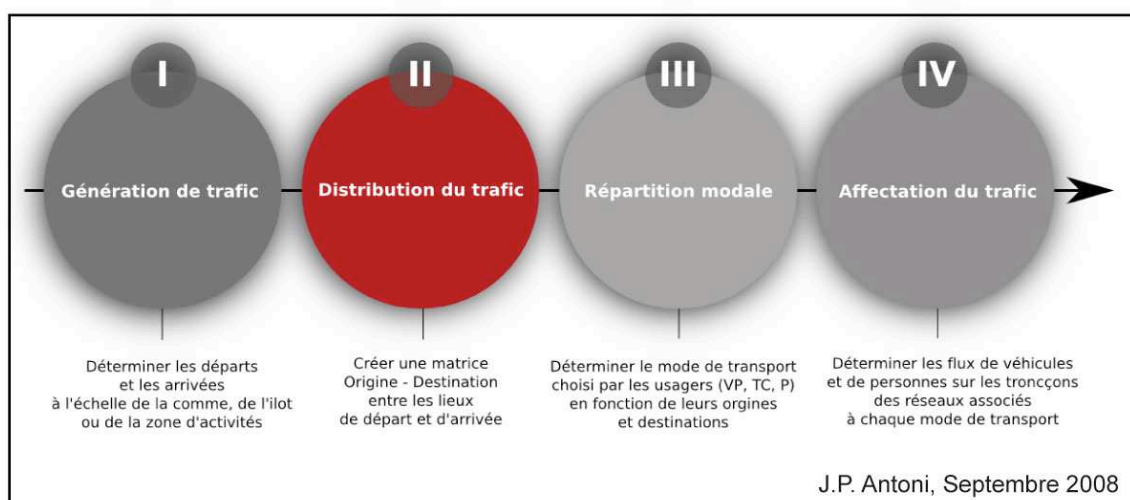 I
Génération de trafic
Déterminer les départs
et les arrivées
à l'échelle de la comme, de l'ilot
ou de la zone d'activités
II
Distribution du trafic
Créer une matrice
Origine - Destination
entre les lieux
de départ et d'arrivée
III
Répartition modale
Déterminer le mode de transport
choisi par les usagers (VP, TC, P)
en fonction de leurs orgines
et destinations
IV
Affectation du trafic
Déterminer les flux de véhicules
et de personnes sur les troncçons
des réseaux associés
à chaque mode de transport
J.P. Antoni, Septembre 2008